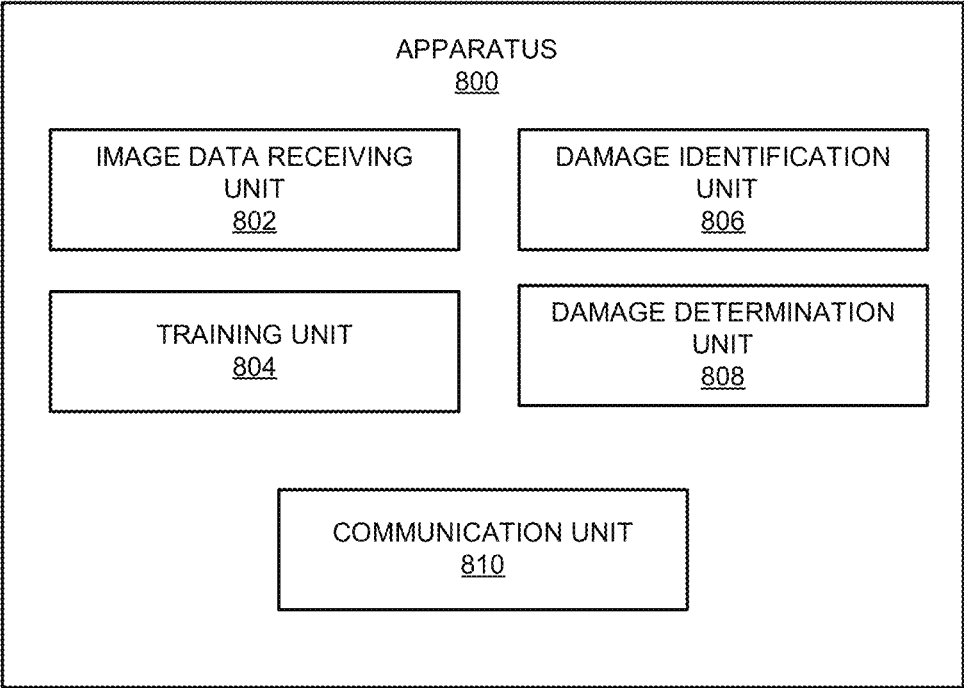 APPARATUS
800
IMAGE DATA RECEIVING
UNIT
802
DAMAGE IDENTIFICATION
UNIT
806
TRAINING UNIT
804
DAMAGE DETERMINATION
UNIT
808
COMMUNICATION UNIT
810